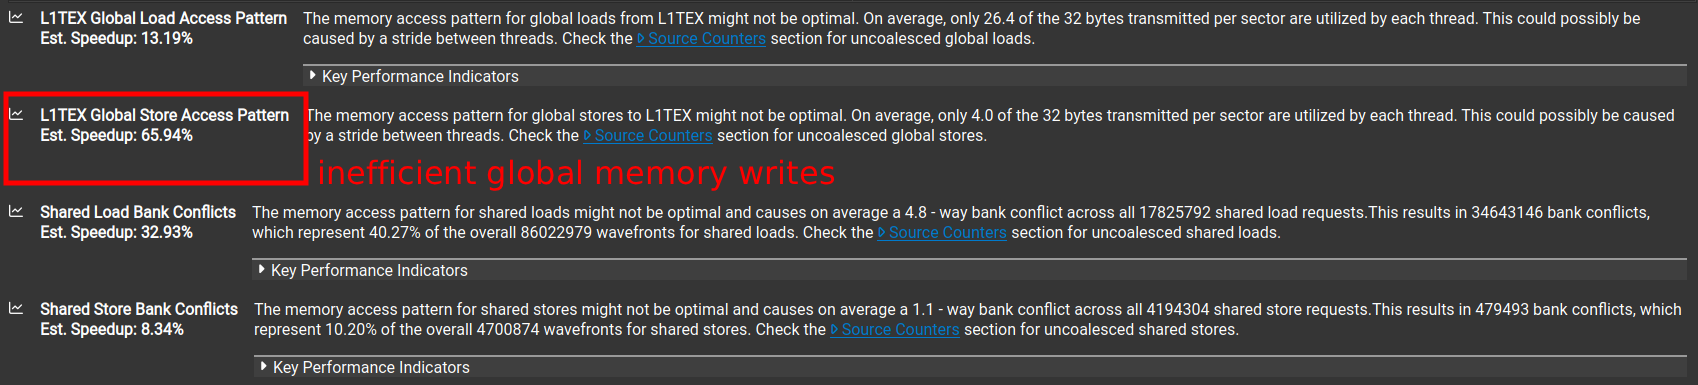 L1TEX Global Load Access Pattern
Est. Speedup: 13.19%
The memory access pattern for global loads from L1TEX might not be optimal. On average, only 26.4 of the 32 bytes transmitted per sector are utilized by each thread. This could possibly be
caused by a stride between threads. Check the Source Counters section for uncoalesced global loads.
Key Performance Indicators
L1TEX Global Store Access Pattern
Est. Speedup: 65.94%
The memory access pattern for global stores to L1TEX might not be optimal. On average, only 4.0 of the 32 bytes transmitted per sector are utilized by each thread. This could possibly be caused
by a stride between threads. Check the Source Counters section for uncoalesced global stores.
inefficient global memory writes
Shared Load Bank Conflicts
Est. Speedup: 32.93%
The memory access pattern for shared loads might not be optimal and causes on average a 4.8 - way bank conflict across all 17825792 shared load requests.This results in 34643146 bank conflicts,
which represent 40.27% of the overall 86022979 wavefronts for shared loads. Check the Source Counters section for uncoalesced shared loads.
Key Performance Indicators
Shared Store Bank Conflicts
Est. Speedup: 8.34%
The memory access pattern for shared stores might not be optimal and causes on average a 1.1 - way bank conflict across all 4194304 shared store requests.This results in 479493 bank conflicts, which
represent 10.20% of the overall 4700874 wavefronts for shared stores. Check the Source Counters section for uncoalesced shared stores.
Key Performance Indicators